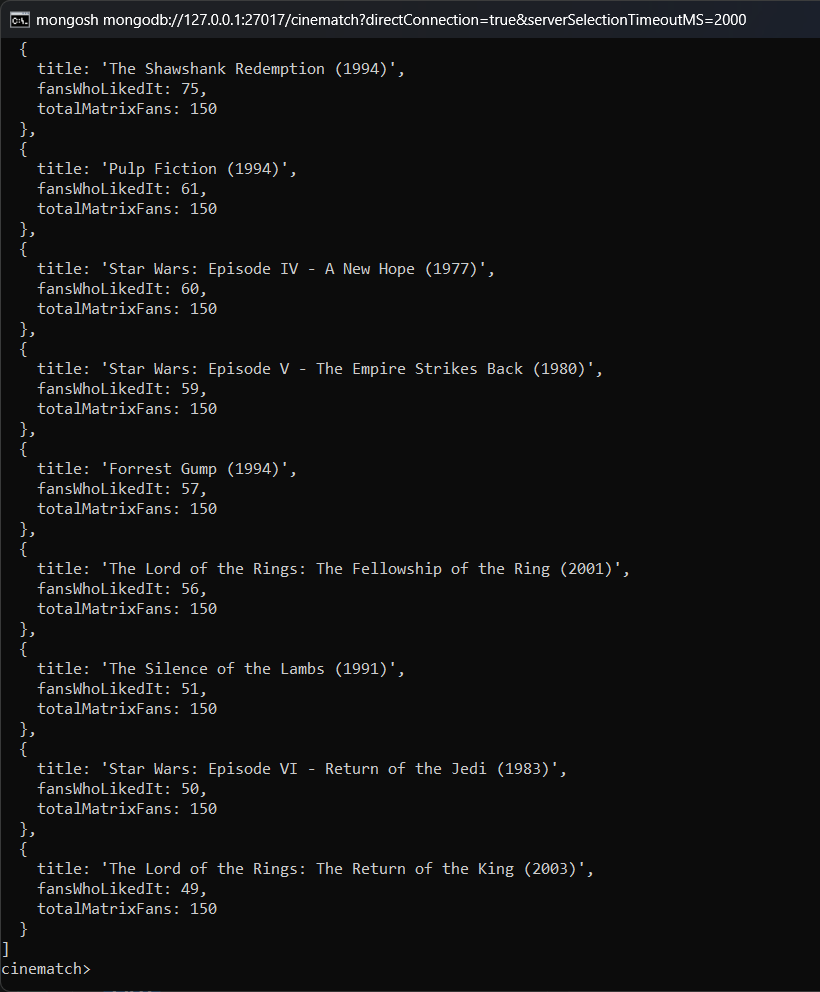 mongosh mongodb://127.0.0.1:27017/cinematch?directConnection=true&serverSelectionTimeoutMS=2000
  {
    title: 'The Shawshank Redemption (1994)',
    fansWhoLikedIt: 75,
    totalMatrixFans: 150
  },
  {
    title: 'Pulp Fiction (1994)',
    fansWhoLikedIt: 61,
    totalMatrixFans: 150
  },
  {
    title: 'Star Wars: Episode IV - A New Hope (1977)',
    fansWhoLikedIt: 60,
    totalMatrixFans: 150
  },
  {
    title: 'Star Wars: Episode V - The Empire Strikes Back (1980)',
    fansWhoLikedIt: 59,
    totalMatrixFans: 150
  },
  {
    title: 'Forrest Gump (1994)',
    fansWhoLikedIt: 57,
    totalMatrixFans: 150
  },
  {
    title: 'The Lord of the Rings: The Fellowship of the Ring (2001)',
    fansWhoLikedIt: 56,
    totalMatrixFans: 150
  },
  {
    title: 'The Silence of the Lambs (1991)',
    fansWhoLikedIt: 51,
    totalMatrixFans: 150
  },
  {
    title: 'Star Wars: Episode VI - Return of the Jedi (1983)',
    fansWhoLikedIt: 50,
    totalMatrixFans: 150
  },
  {
    title: 'The Lord of the Rings: The Return of the King (2003)',
    fansWhoLikedIt: 49,
    totalMatrixFans: 150
  }
]
cinematch>